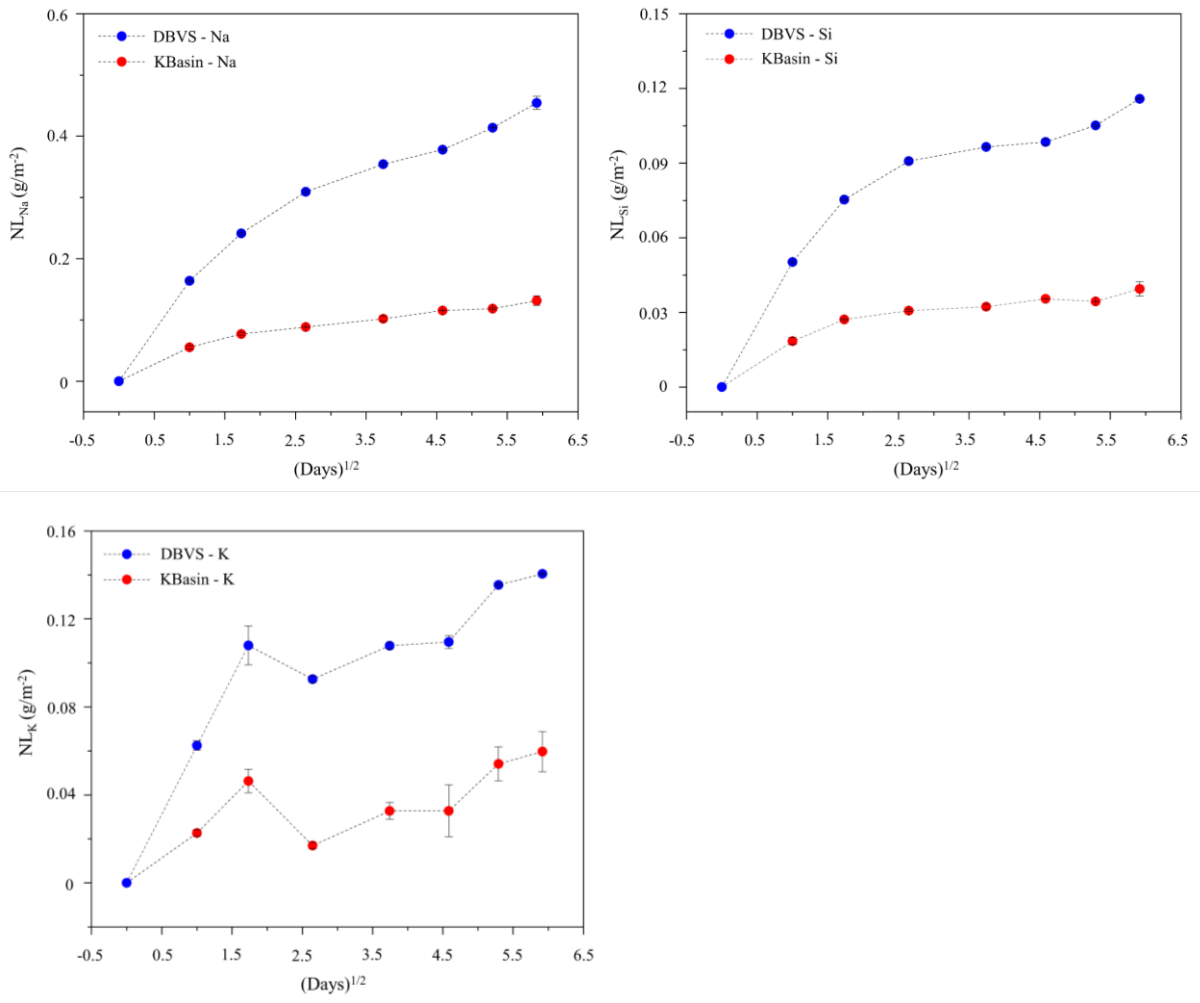 0.6
DBVS - Na
KBasin - Na
0.4
0.2
0
NL_Na (g/m⁻²)
-0.5 0.5 1.5 2.5 3.5 4.5 5.5 6.5
(Days)^1/2
0.15
DBVS - Si
KBasin - Si
0.12
0.09
0.06
0.03
0
NL_Si (g/m⁻²)
-0.5 0.5 1.5 2.5 3.5 4.5 5.5 6.5
(Days)^1/2
0.16
DBVS - K
KBasin - K
0.12
0.08
0.04
0
NL_K (g/m⁻²)
-0.5 0.5 1.5 2.5 3.5 4.5 5.5 6.5
(Days)^1/2